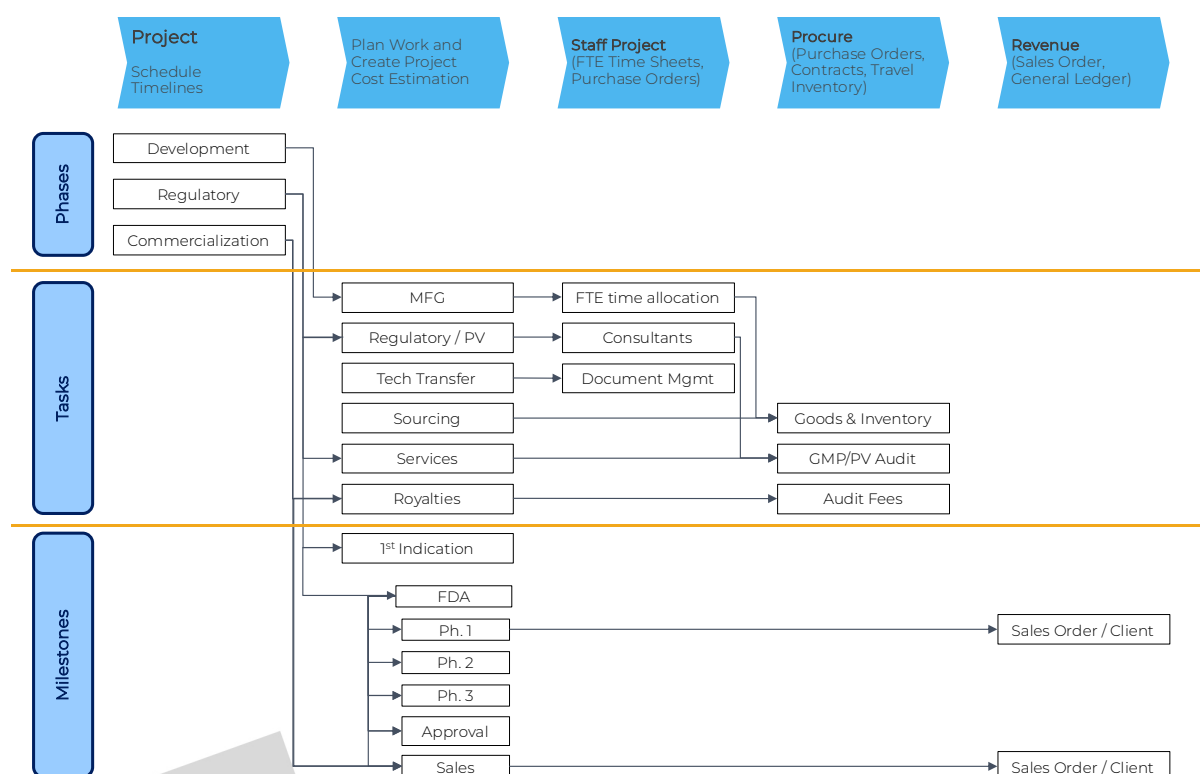 Project
Schedule
Timelines
Plan Work and
Create Project
Cost Estimation
Staff Project
(FTE Time Sheets,
Purchase Orders)
Procure
(Purchase Orders,
Contracts, Travel
Inventory)
Revenue
(Sales Order,
General Ledger)
Phases
Development
Regulatory
Commercialization
Tasks
MFG
FTE time allocation
Regulatory / PV
Consultants
Tech Transfer
Document Mgmt
Sourcing
Goods & Inventory
Services
GMP/PV Audit
Royalties
Audit Fees
Milestones
1st Indication
FDA
Ph. 1
Sales Order / Client
Ph. 2
Ph. 3
Approval
Sales
Sales Order / Client